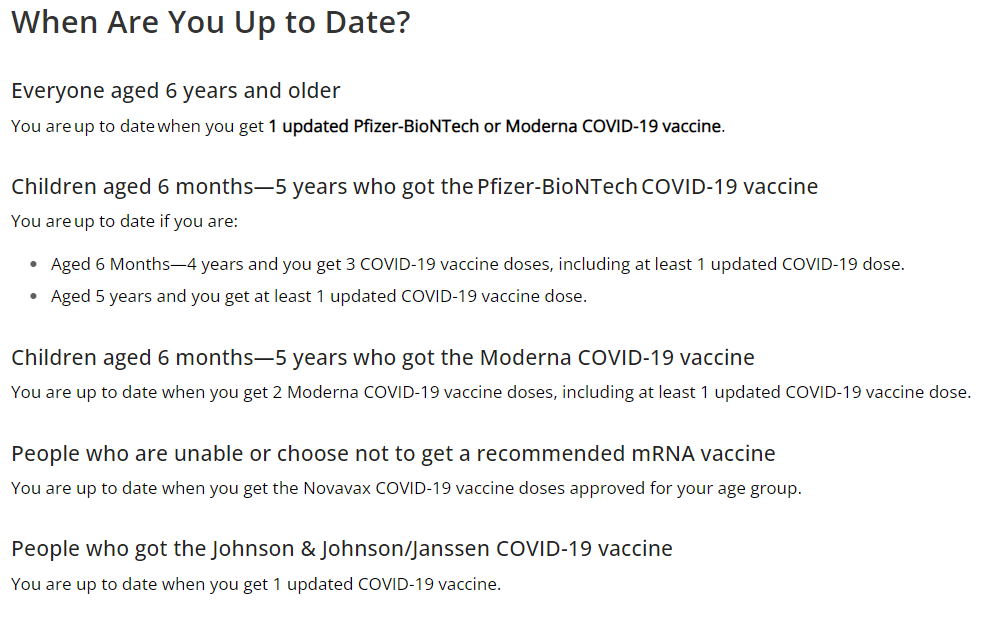 When Are You Up to Date?
Everyone aged 6 years and older
You are up to date when you get 1 updated Pfizer-BioNTech or Moderna COVID-19 vaccine.
Children aged 6 months—5 years who got the Pfizer-BioNTech COVID-19 vaccine
You are up to date if you are:
• Aged 6 Months—4 years and you get 3 COVID-19 vaccine doses, including at least 1 updated COVID-19 dose.
• Aged 5 years and you get at least 1 updated COVID-19 vaccine dose.
Children aged 6 months—5 years who got the Moderna COVID-19 vaccine
You are up to date when you get 2 Moderna COVID-19 vaccine doses, including at least 1 updated COVID-19 vaccine dose.
People who are unable or choose not to get a recommended mRNA vaccine
You are up to date when you get the Novavax COVID-19 vaccine doses approved for your age group.
People who got the Johnson & Johnson/Janssen COVID-19 vaccine
You are up to date when you get 1 updated COVID-19 vaccine.